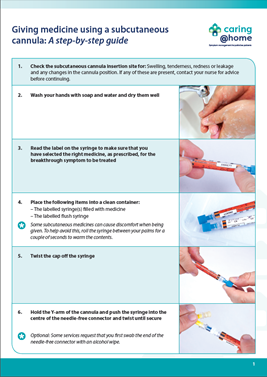 Giving medicine using a subcutaneous
cannula: A step-by-step guide
caring
@home
1. Check the subcutaneous cannula insertion site for: Swelling, tenderness, redness or leakage
and any changes in the cannula position. If any of these are present, contact your nurse for advice
before continuing.
2. Wash your hands with soap and water and dry them well
3. Read the label on the syringe to make sure that you
have selected the right medicine, as prescribed, for the
breakthrough symptom to be treated
4. Place the following items into a clean container:
– The labelled syringe(s) filled with medicine
– The labelled flush syringe
Some subcutaneous medicines can cause discomfort when being
given. To help avoid this, roll the syringe between your palms for a
couple of seconds to warm the contents.
5. Twist the cap off the syringe
6. Hold the Y-arm of the cannula and push the syringe into the
centre of the needle-free connector and twist until secure
Optional: Some services request that you first swab the end of the
needle-free connector with an alcohol wipe.
1